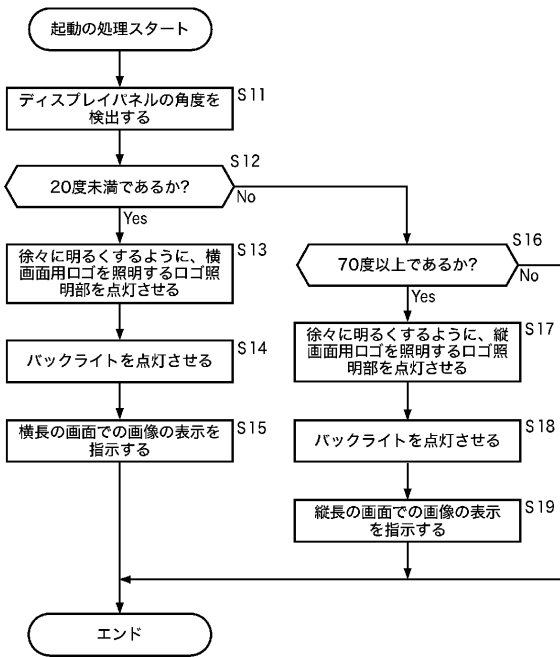 起動の処理スタート
S11
ディスプレイパネルの角度を
検出する
S12
20度未満であるか?
No
Yes
S13
徐々に明るくするように、横
画面用ロゴを照明するロゴ照
明部を点灯させる
S14
バックライトを点灯させる
S15
横長の画面での画像の表示を
指示する
S16
70度以上であるか?
No
Yes
S17
徐々に明るくするように、縦
画面用ロゴを照明するロゴ照
明部を点灯させる
S18
バックライトを点灯させる
S19
縦長の画面での画像の表示
を指示する
エンド